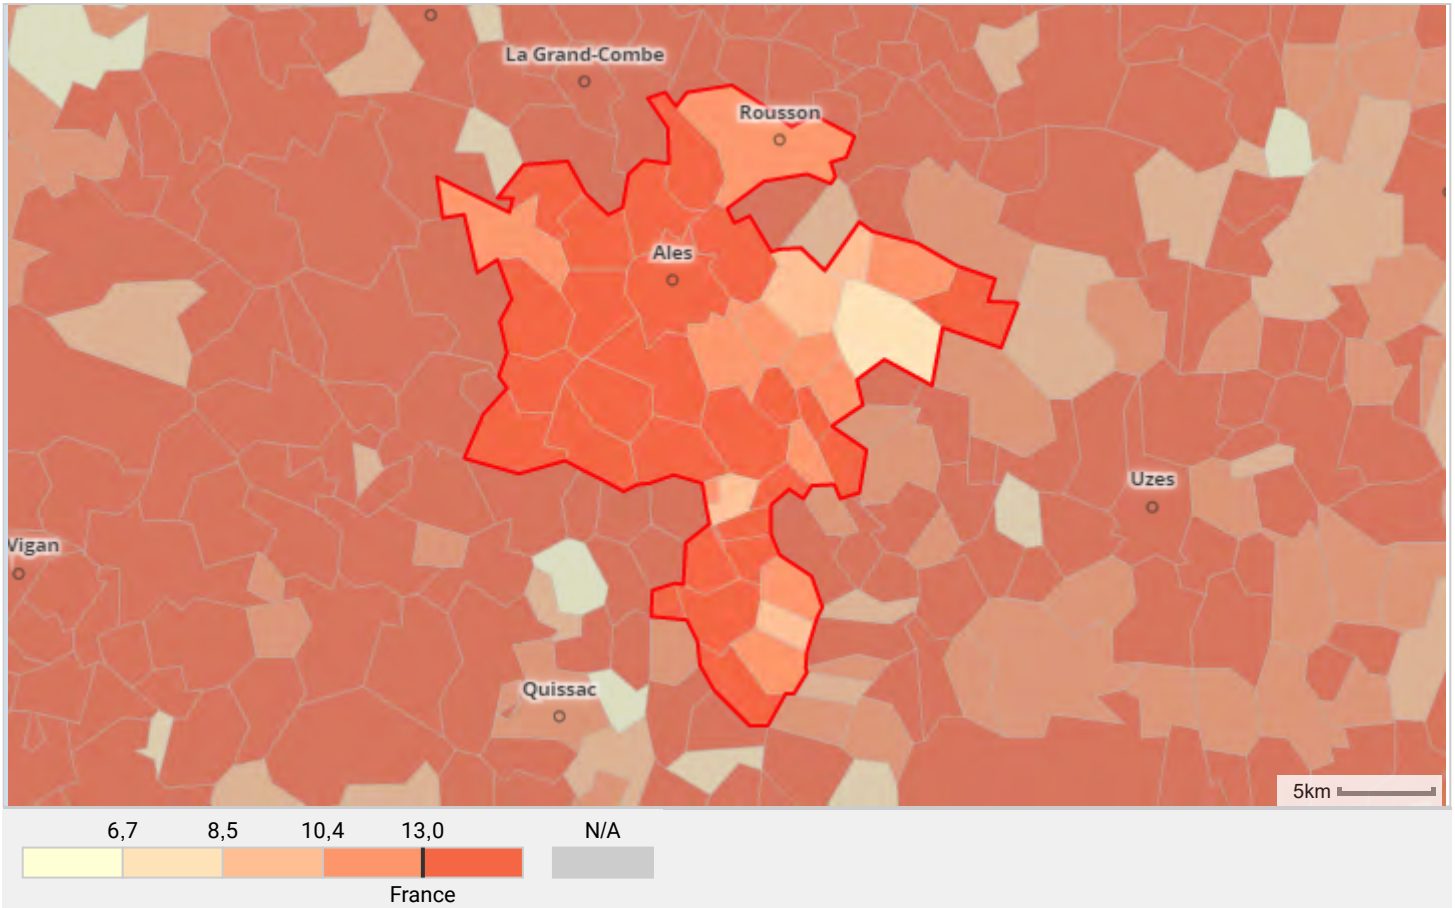 La Grand-Combe
Rousson
Ales
Uzes
Vigan
Quissac
5km
6,7 8,5 10,4 13,0 N/A
France